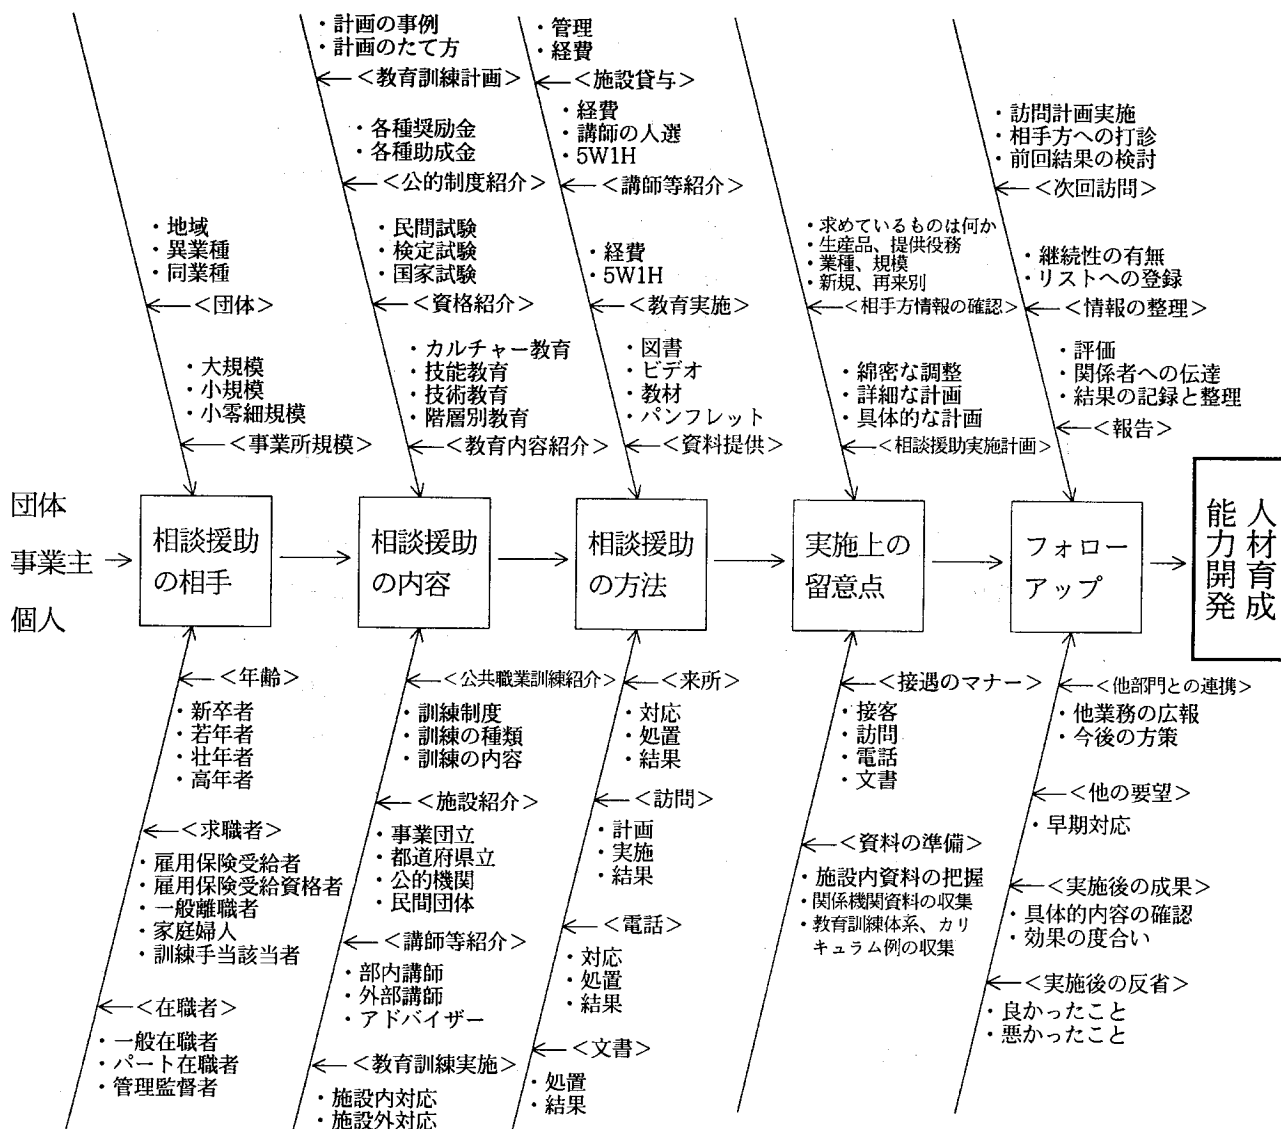 ・計画の事例
・計画のたて方
＜教育訓練計画＞
・各種奨励金
・各種助成金
＜公的制度紹介＞
・民間試験
・検定試験
・国家試験
＜資格紹介＞
・カルチャー教育
・技能教育
・技術教育
・階層別教育
＜教育内容紹介＞
・管理
・経費
＜施設貸与＞
・経費
・講師の人選
・5W1H
＜講師等紹介＞
・経費
・5W1H
＜教育実施＞
・図書
・ビデオ
・教材
・パンフレット
＜資料提供＞
・地域
・異業種
・同業種
＜団体＞
・大規模
・小規模
・小零細規模
＜事業所規模＞
・求めているものは何か
・生産品、提供役務
・業種、規模
・新規、再来別
＜相手方情報の確認＞
・綿密な調整
・詳細な計画
・具体的な計画
＜相談援助実施計画＞
・訪問計画実施
・相手方への打診
・前回結果の検討
＜次回訪問＞
・継続性の有無
・リストへの登録
＜情報の整理＞
・評価
・関係者への伝達
・結果の記録と整理
＜報告＞
団体
事業主
個人
相談援助
の相手
相談援助
の内容
相談援助
の方法
実施上の
留意点
フォロー
アップ
人材育成
能力開発
＜年齢＞
・新卒者
・若年者
・壮年者
・高年者
＜求職者＞
・雇用保険受給者
・雇用保険受給資格者
・一般離職者
・家庭婦人
・訓練手当該当者
＜在職者＞
・一般在職者
・パート在職者
・管理監督者
＜公共職業訓練紹介＞
・訓練制度
・訓練の種類
・訓練の内容
＜施設紹介＞
・事業団立
・都道府県立
・公的機関
・民間団体
＜講師等紹介＞
・部内講師
・外部講師
・アドバイザー
＜教育訓練実施＞
・施設内対応
・施設外対応
＜来所＞
・対応
・処置
・結果
＜訪問＞
・計画
・実施
・結果
＜電話＞
・対応
・処置
・結果
＜文書＞
・処置
・結果
＜接遇のマナー＞
・接客
・訪問
・電話
・文書
＜資料の準備＞
・施設内資料の把握
・関係機関資料の収集
・教育訓練体系、カリ
キュラム例の収集
＜他部門との連携＞
・他業務の広報
・今後の方策
＜他の要望＞
・早期対応
＜実施後の成果＞
・具体的内容の確認
・効果の度合い
＜実施後の反省＞
・良かったこと
・悪かったこと